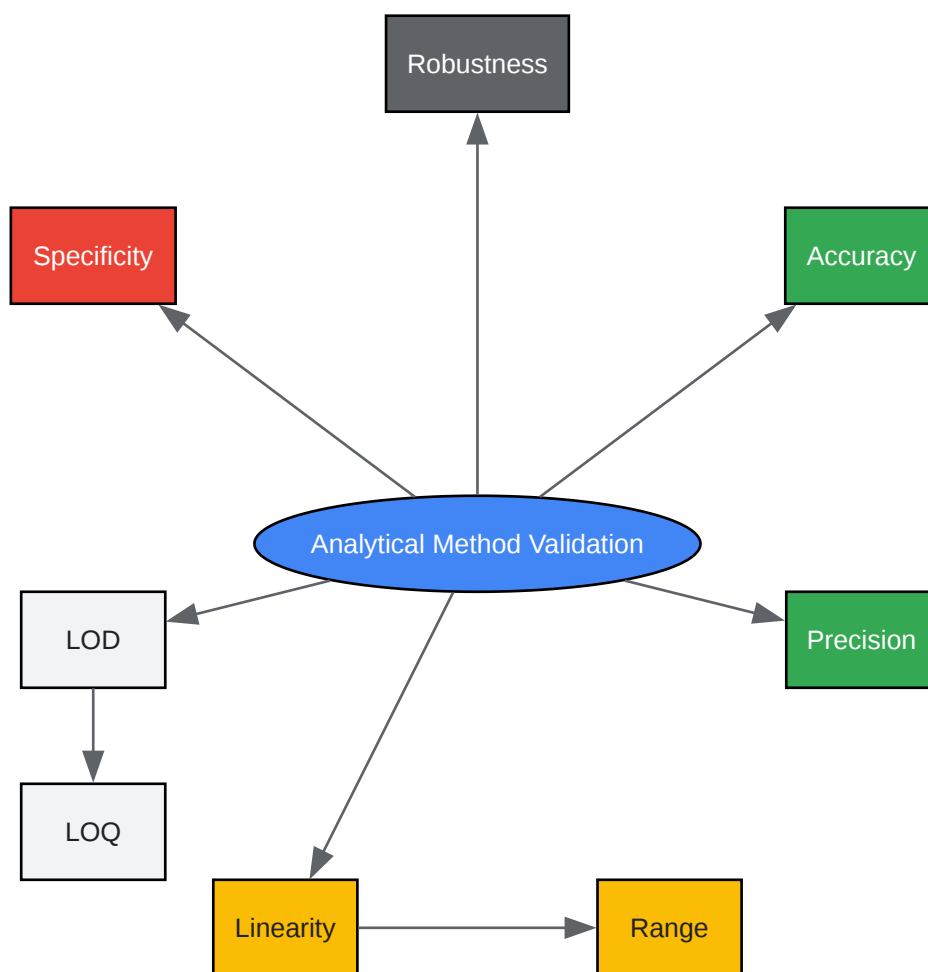 Robustness
Specificity
Accuracy
Analytical Method Validation
LOD
Precision
LOQ
Linearity
Range